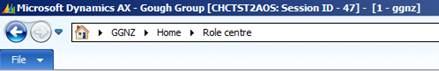 Microsoft Dynamics AX - Gough Group [CHCTST2AOS: Session ID - 47] - [1 - ggnz]
GGNZ Home Role centre
File